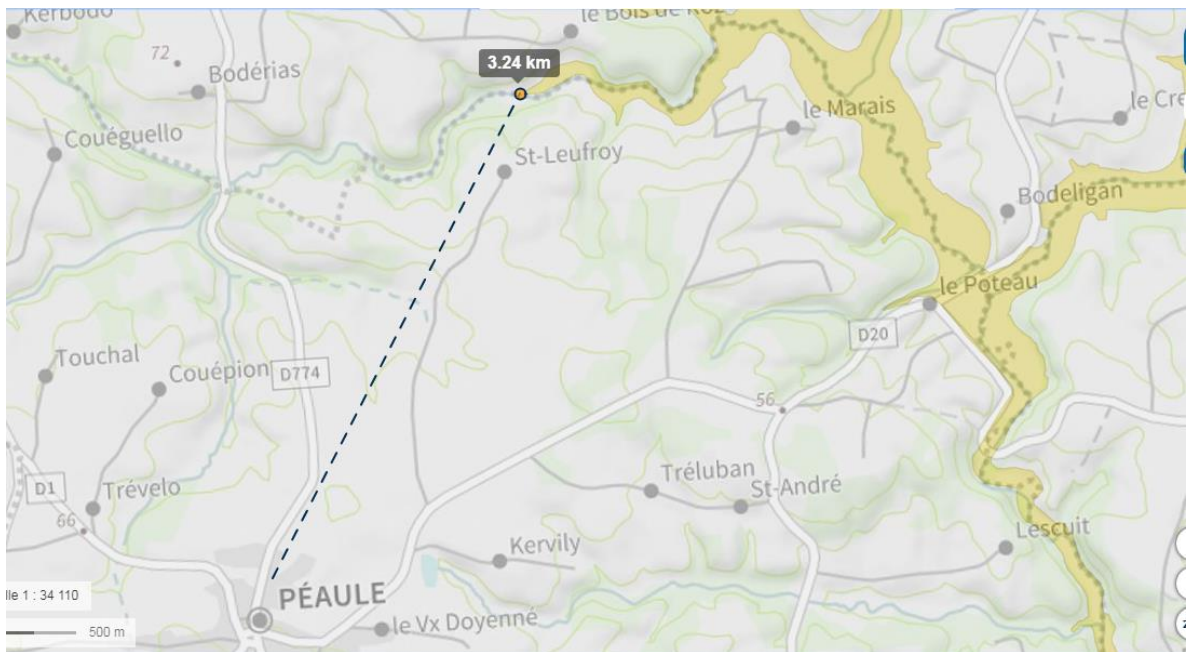 Kerbodo
le Bois de Roz
3.24 km
72
Bodérias
le Marais
le Cre
Couéguello
St-Leufroy
Bodeligan
le Poteau
D20
Touchal
Couépion
D774
56
Tréluban
St-André
D1
Trévelo
66
Kervily
Lescuit
PÉAULE
lle 1 : 34 110
le Vx Doyenné
500 m